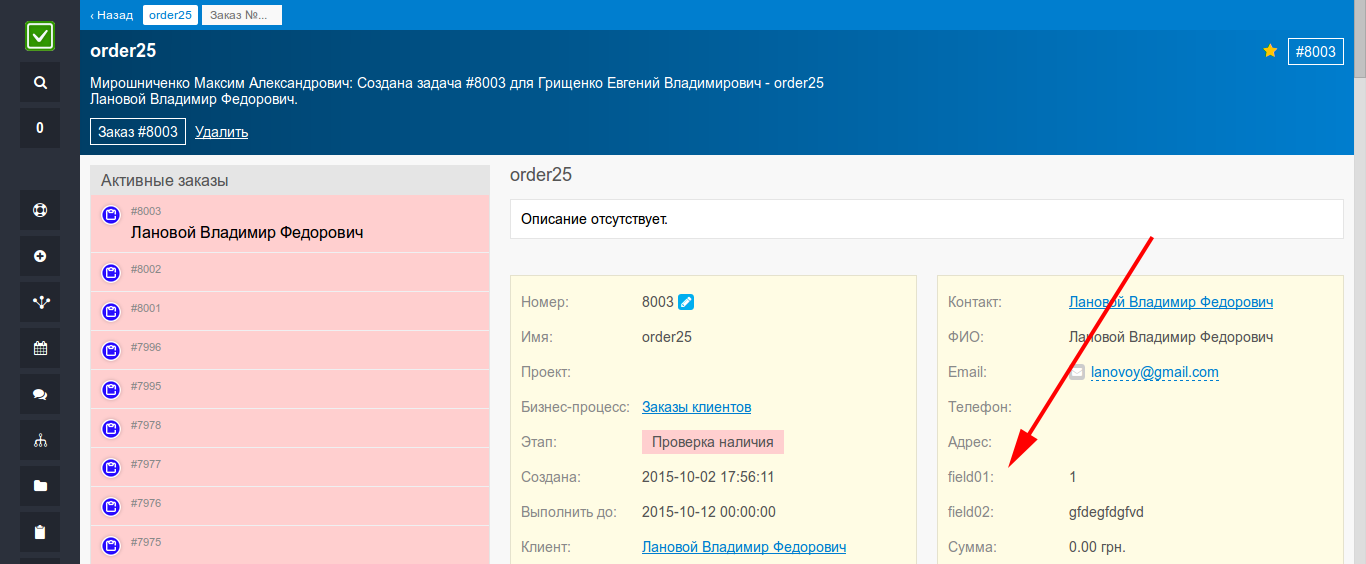 ‹ Назад order25 Заказ №...
order25
#8003
Мирошниченко Максим Александрович: Создана задача #8003 для Грищенко Евгений Владимирович - order25
Лановой Владимир Федорович.
Заказ #8003 Удалить
0
Активные заказы
#8003
Лановой Владимир Федорович
#8002
#8001
#7996
#7995
#7978
#7977
#7976
#7975
order25
Описание отсутствует.
Номер: 8003
Имя: order25
Проект:
Бизнес-процесс: Заказы клиентов
Этап: Проверка наличия
Создана: 2015-10-02 17:56:11
Выполнить до: 2015-10-12 00:00:00
Клиент: Лановой Владимир Федорович
Контакт: Лановой Владимир Федорович
ФИО: Лановой Владимир Федорович
Email: lanovoy@gmail.com
Телефон:
Адрес:
field01: 1
field02: gfdegfdgfvd
Сумма: 0.00 грн.